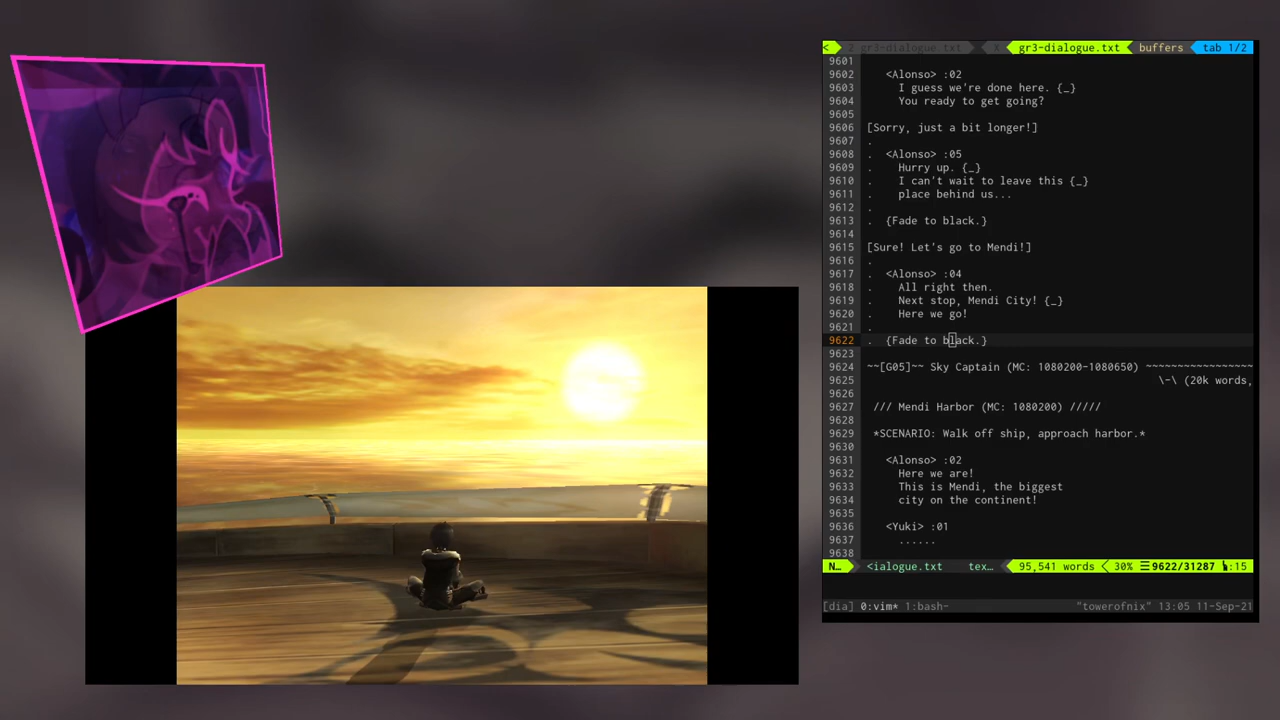 < 2 gr3-dialogue.txt X gr3-dialogue.txt buffers tab 1/2
9601
9602 <Alonso> :02
9603 I guess we're done here. {_}
9604 You ready to get going?
9605
9606 [Sorry, just a bit longer!]
9607 .
9608 . <Alonso> :05
9609 . Hurry up. {_}
9610 . I can't wait to leave this {_}
9611 . place behind us...
9612 .
9613 . {Fade to black.}
9614
9615 [Sure! Let's go to Mendi!]
9616 .
9617 . <Alonso> :04
9618 . All right then.
9619 . Next stop, Mendi City! {_}
9620 . Here we go!
9621 .
9622 . {Fade to black.}
9623
9624 ~~[G05]~~ Sky Captain (MC: 1080200-1080650) ~~~~~~~~~~~~~~~~~
9625 \-\ (20k words,
9626
9627 /// Mendi Harbor (MC: 1080200) /////
9628
9629 *SCENARIO: Walk off ship, approach harbor.*
9630
9631 <Alonso> :02
9632 Here we are!
9633 This is Mendi, the biggest
9634 city on the continent!
9635
9636 <Yuki> :01
9637 ......
9638
N… <ialogue.txt tex… 95,541 words 30% ☰9622/31287 :15
[dia] 0:vim* 1:bash- "towerofnix" 13:05 11-Sep-21